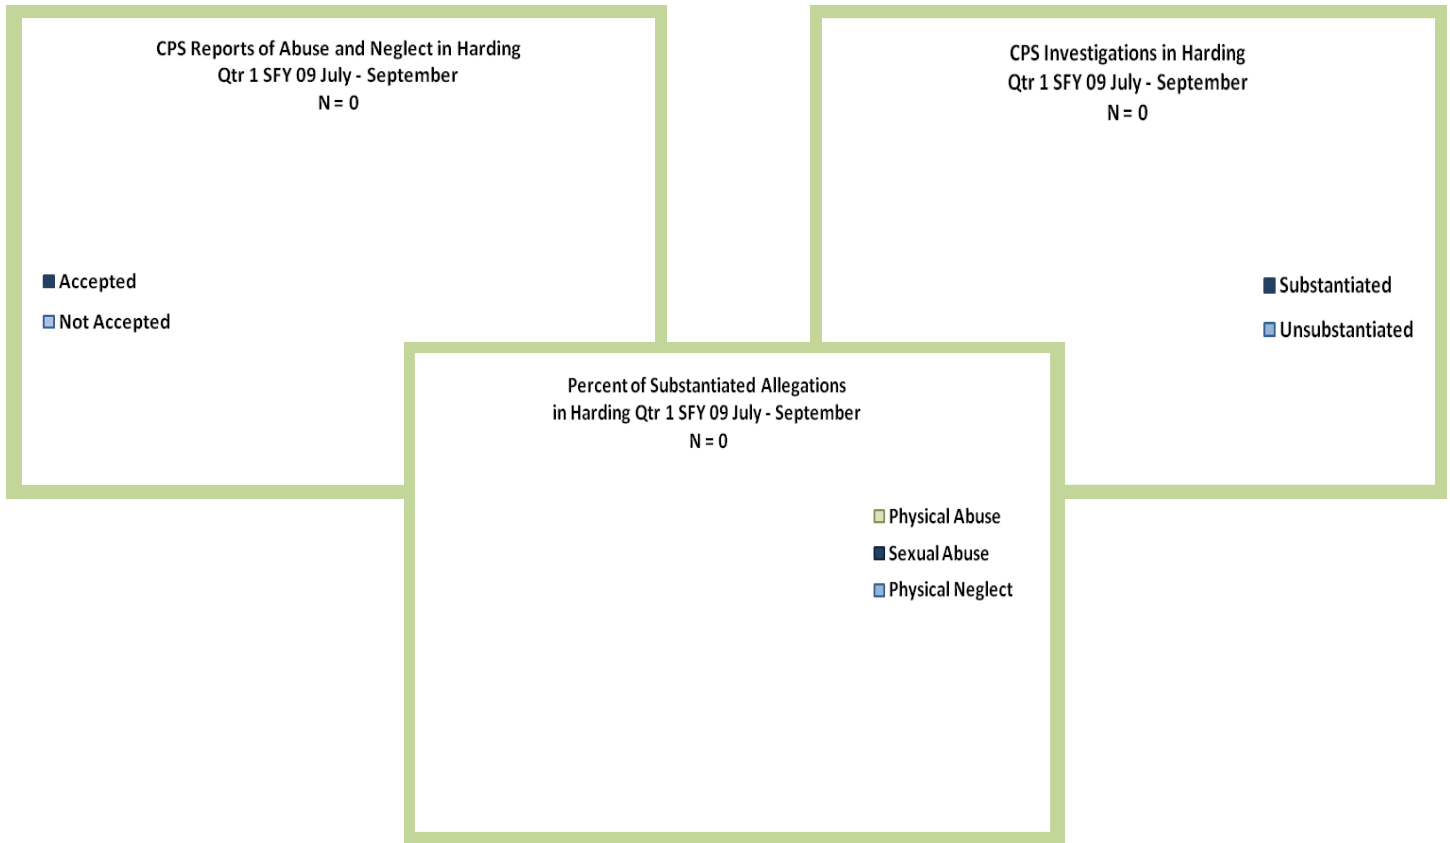 CPS Reports of Abuse and Neglect in Harding
Qtr 1 SFY 09 July - September
N = 0
Accepted
Not Accepted
CPS Investigations in Harding
Qtr 1 SFY 09 July - September
N = 0
Substantiated
Unsubstantiated
Percent of Substantiated Allegations
in Harding Qtr 1 SFY 09 July - September
N = 0
Physical Abuse
Sexual Abuse
Physical Neglect